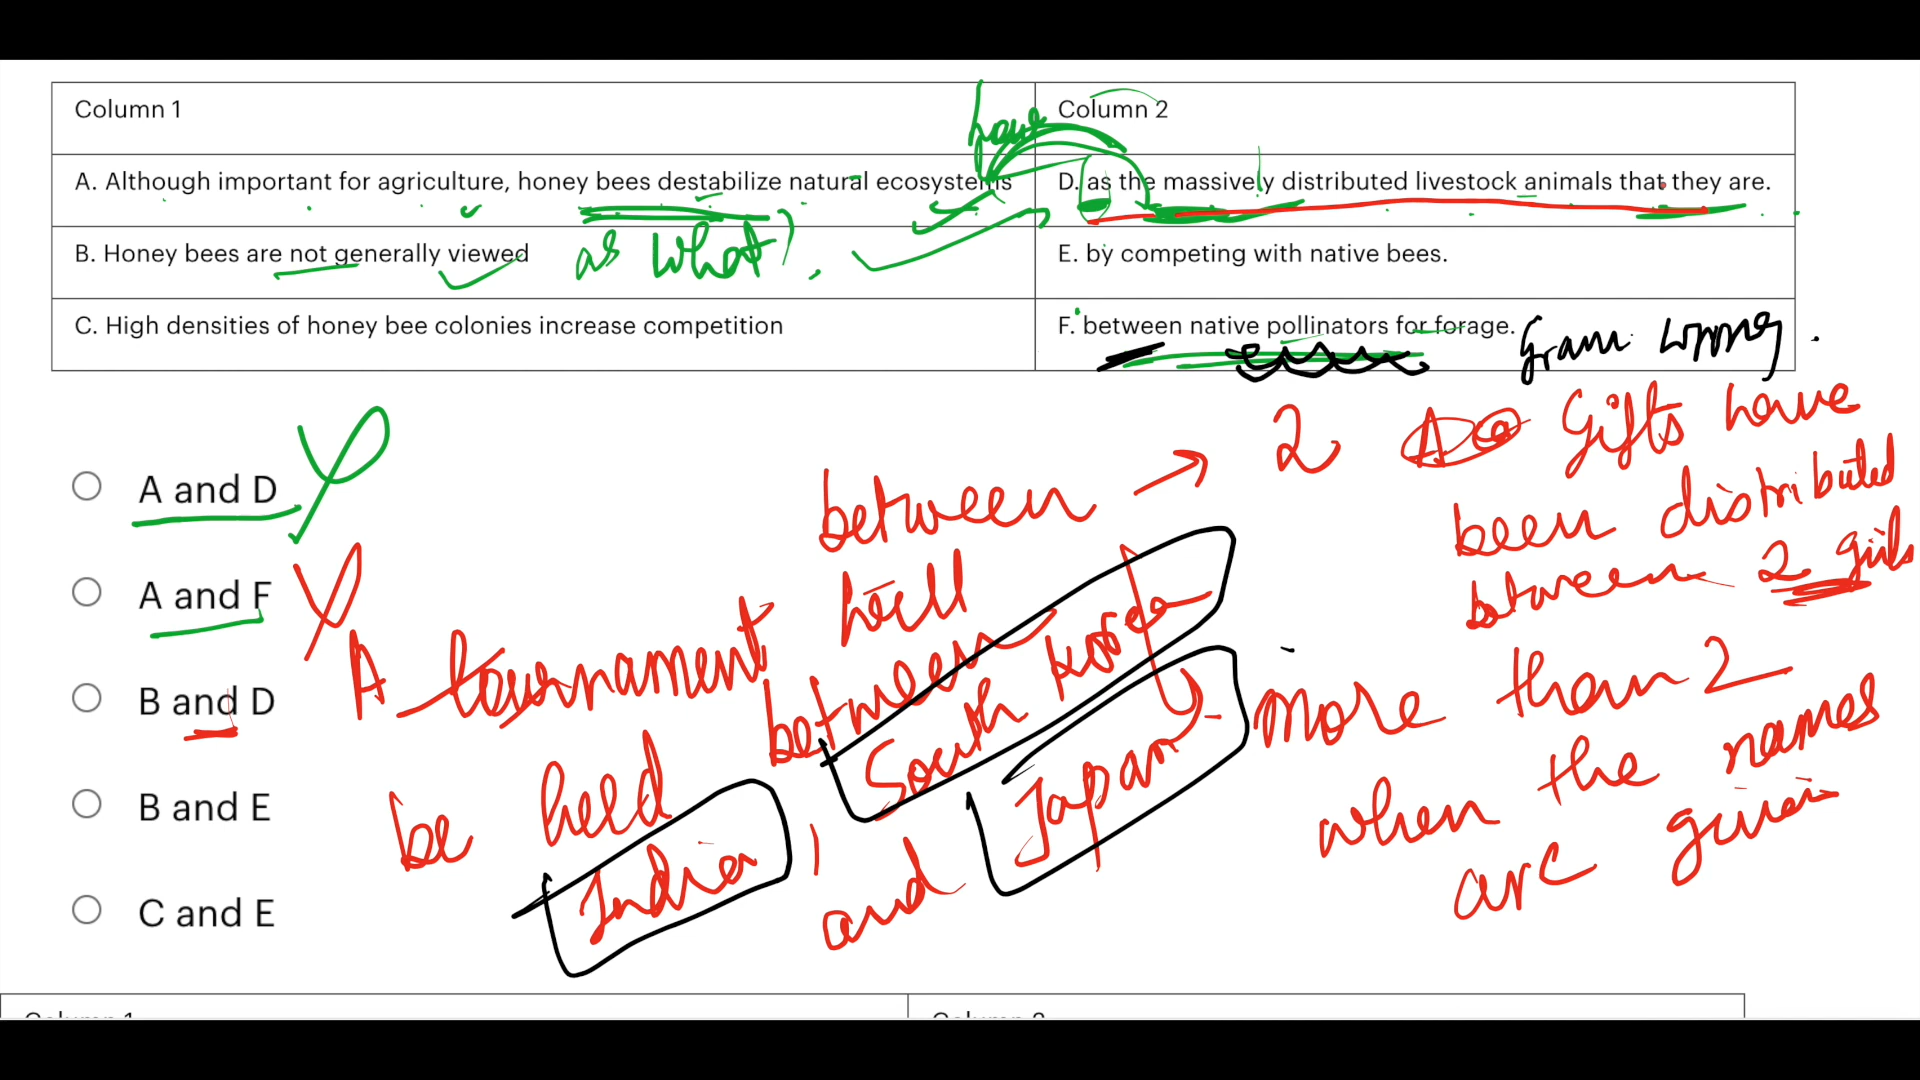 Column 1
Column 2
A. Although important for agriculture, honey bees destabilize natural ecosystems
D. as the massively distributed livestock animals that they are.
B. Honey bees are not generally viewed
as what?
E. by competing with native bees.
C. High densities of honey bee colonies increase competition
F. between native pollinators for forage.
Gram wrong.
A and D
A and F
B and D
B and E
C and E
between → 2
Gifts have
been distributed
between 2 girls
A tournament
be held
between
South Korea
India,
and
Japan
more than 2
when the names
are given